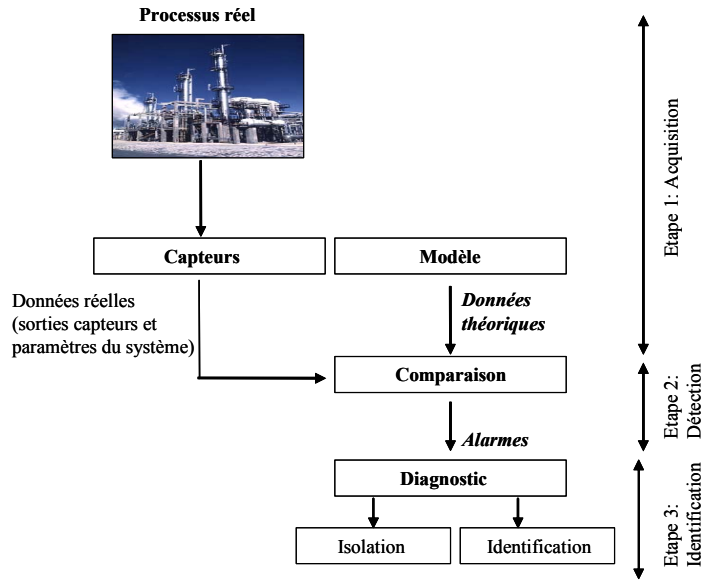 Processus réel
Capteurs
Modèle
Données réelles
(sorties capteurs et
paramètres du système)
Données
théoriques
Comparaison
Alarmes
Diagnostic
Isolation
Identification
Etape 1: Acquisition
Etape 2:
Détection
Etape 3:
Identification